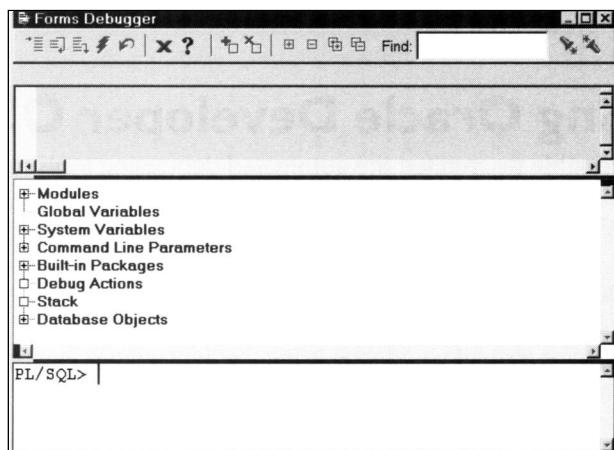 Forms Debugger
Find:
Modules
Global Variables
System Variables
Command Line Parameters
Built-in Packages
Debug Actions
Stack
Database Objects
PL/SQL>